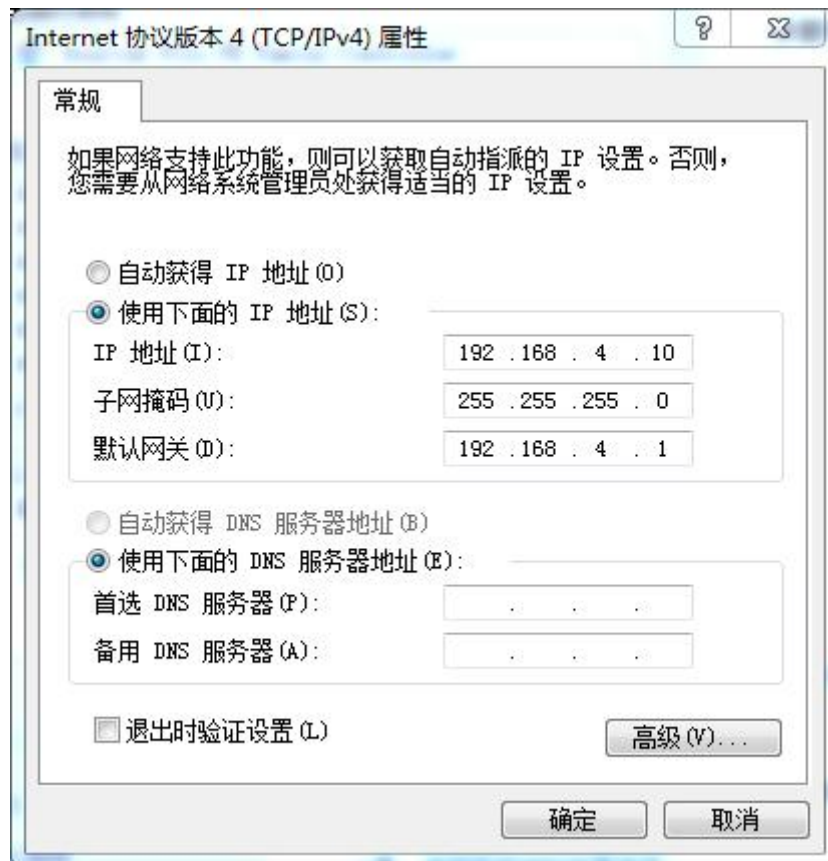 Internet 协议版本 4 (TCP/IPv4) 属性
常规
如果网络支持此功能，则可以获取自动指派的 IP 设置。否则，
您需要从网络系统管理员处获得适当的 IP 设置。
自动获得 IP 地址(O)
使用下面的 IP 地址(S):
IP 地址(I): 192 .168 . 4 . 10
子网掩码(U): 255 .255 .255 . 0
默认网关(D): 192 .168 . 4 . 1
自动获得 DNS 服务器地址(B)
使用下面的 DNS 服务器地址(E):
首选 DNS 服务器(P): . . .
备用 DNS 服务器(A): . . .
退出时验证设置(L)
高级(V)...
确定 取消